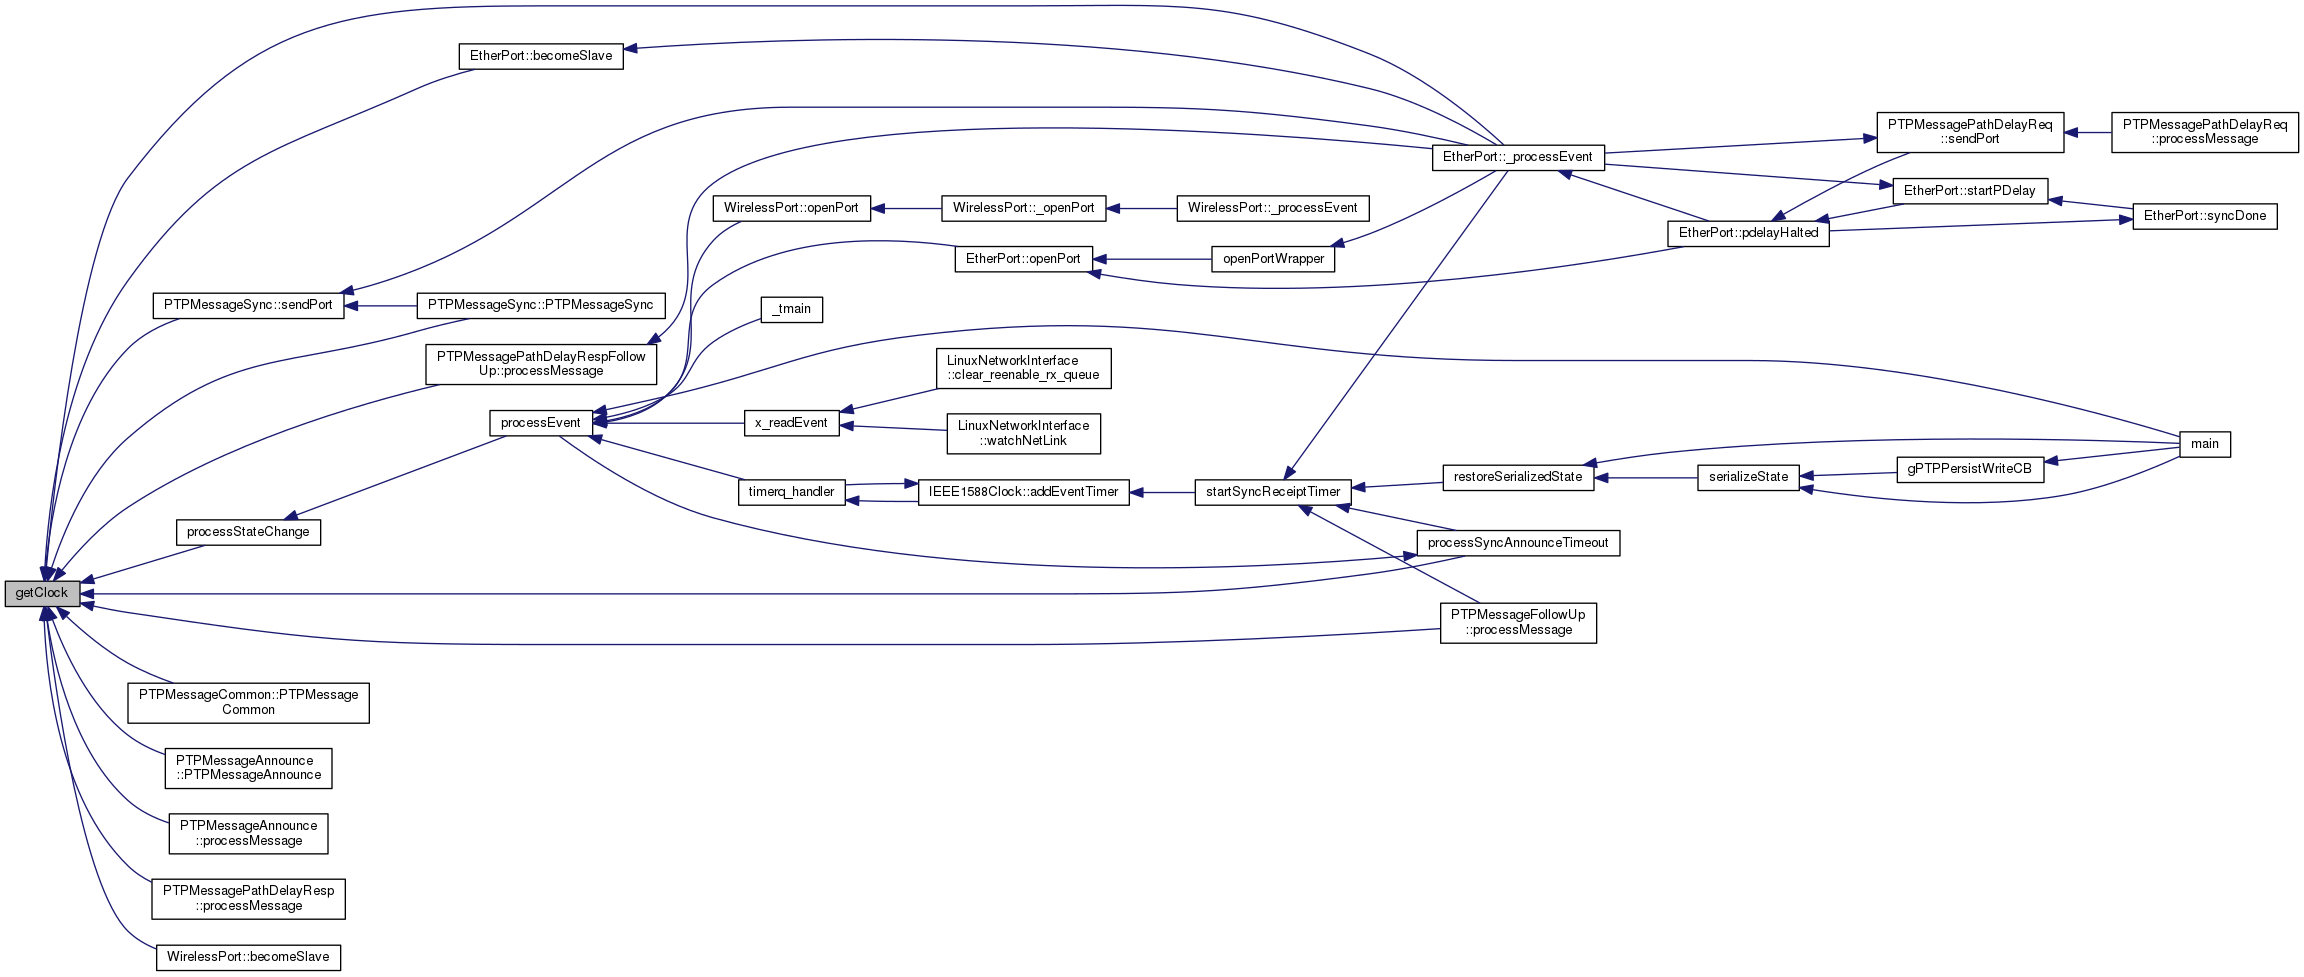 EtherPort::becomeSlave
PTPMessagePathDelayReq
::sendPort
PTPMessagePathDelayReq
::processMessage
EtherPort::_processEvent
EtherPort::startPDelay
WirelessPort::openPort
WirelessPort::_openPort
WirelessPort::_processEvent
EtherPort::syncDone
EtherPort::pdelayHalted
EtherPort::openPort
openPortWrapper
PTPMessageSync::sendPort
PTPMessageSync::PTPMessageSync
_tmain
PTPMessagePathDelayRespFollow
Up::processMessage
LinuxNetworkInterface
::clear_reenable_rx_queue
processEvent
x_readEvent
LinuxNetworkInterface
::watchNetLink
main
gPTPPersistWriteCB
restoreSerializedState
serializeState
timerq_handler
IEEE1588Clock::addEventTimer
startSyncReceiptTimer
processStateChange
processSyncAnnounceTimeout
getClock
PTPMessageFollowUp
::processMessage
PTPMessageCommon::PTPMessage
Common
PTPMessageAnnounce
::PTPMessageAnnounce
PTPMessageAnnounce
::processMessage
PTPMessagePathDelayResp
::processMessage
WirelessPort::becomeSlave